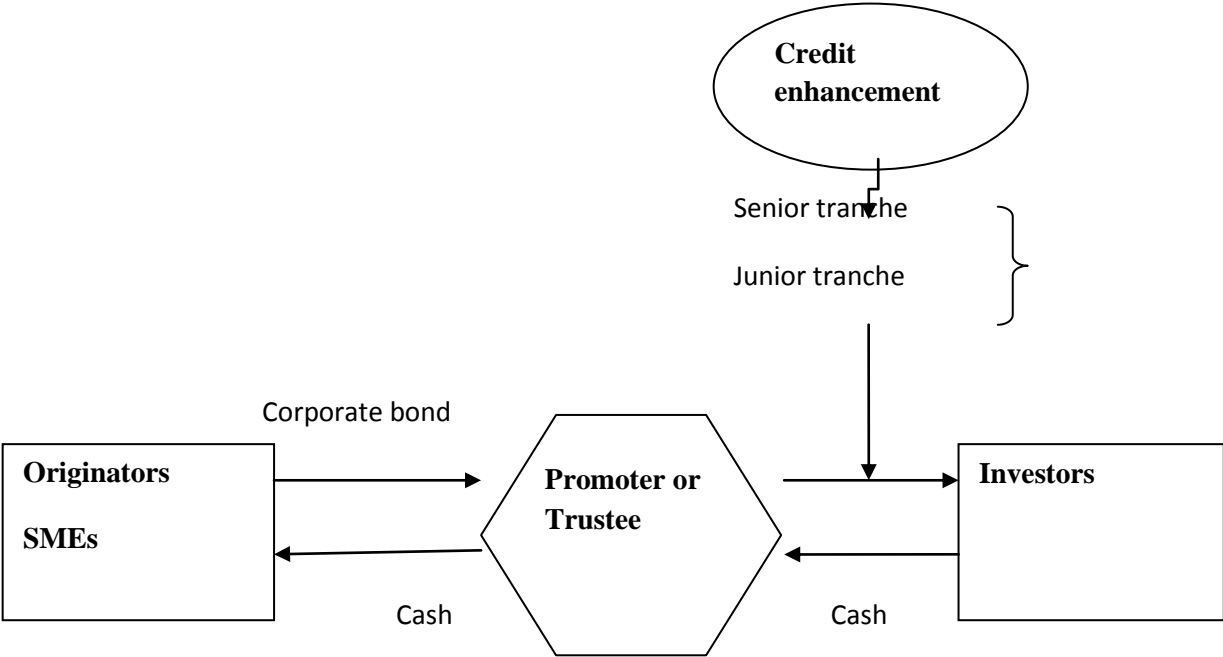 Credit
enhancement
Senior tranche
Junior tranche
Corporate bond
Originators
SMEs
Promoter or
Trustee
Investors
Cash
Cash